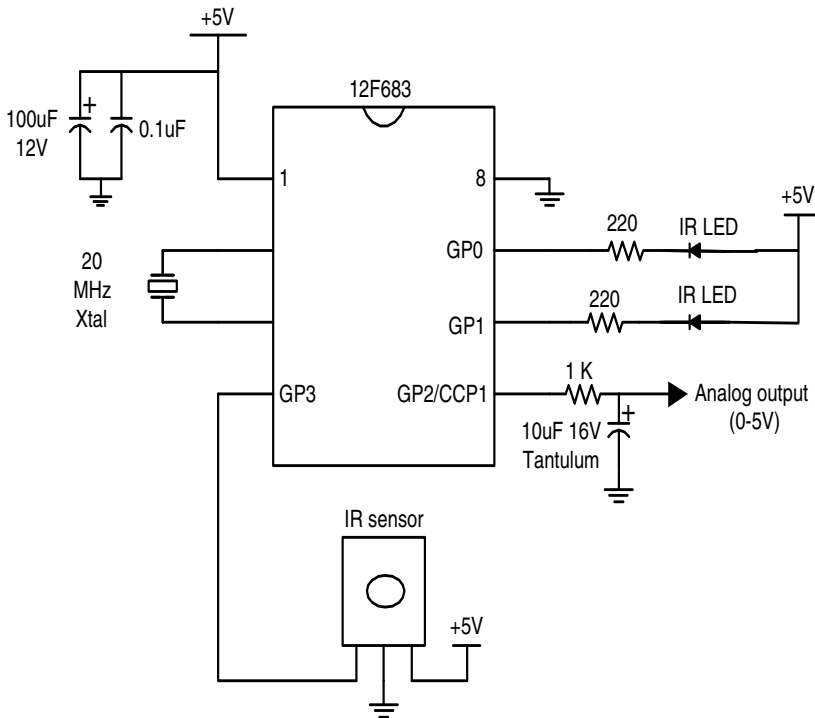 +5V
12F683
100uF
12V
+
0.1uF
1
8
+5V
220
IR LED
GP0
20
MHz
Xtal
220
IR LED
GP1
1 K
GP3
GP2/CCP1
Analog output
(0-5V)
+
10uF 16V
Tantulum
IR sensor
+5V